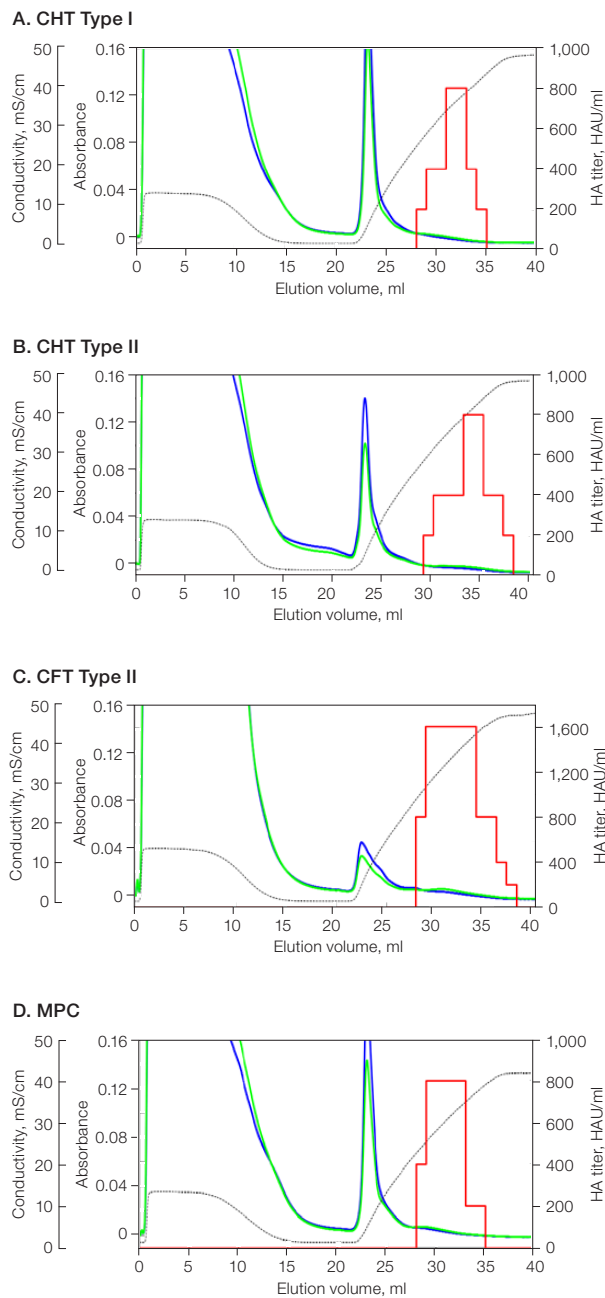 A. CHT Type I
Conductivity, mS/cm
50
40
30
20
10
0
Absorbance
0.16
0.12
0.08
0.04
0
HA titer, HAU/ml
1,000
800
600
400
200
0
0 5 10 15 20 25 30 35 40
Elution volume, ml
B. CHT Type II
Conductivity, mS/cm
50
40
30
20
10
0
Absorbance
0.16
0.12
0.08
0.04
0
HA titer, HAU/ml
1,000
800
600
400
200
0
0 5 10 15 20 25 30 35 40
Elution volume, ml
C. CFT Type II
Conductivity, mS/cm
50
40
30
20
10
0
Absorbance
0.16
0.12
0.08
0.04
0
HA titer, HAU/ml
1,600
1,200
800
400
0
0 5 10 15 20 25 30 35 40
Elution volume, ml
D. MPC
Conductivity, mS/cm
50
40
30
20
10
0
Absorbance
0.16
0.12
0.08
0.04
0
HA titer, HAU/ml
1,000
800
600
400
200
0
0 5 10 15 20 25 30 35 40
Elution volume, ml